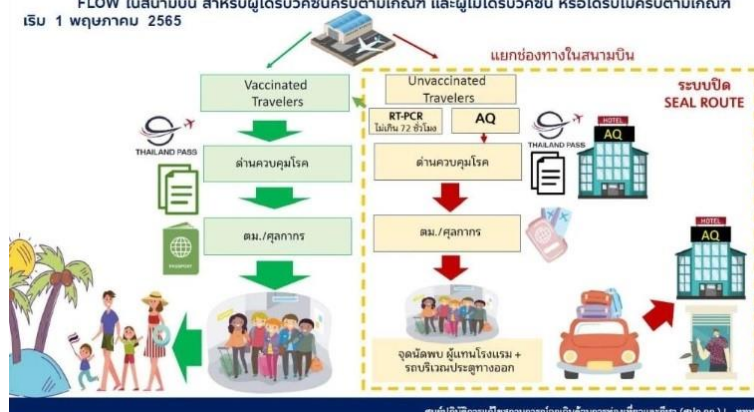 FLOW ในสนามบิน สำหรับผู้ได้รับวัคซีนครบตามเกณฑ์ และผู้ไม่ได้รับวัคซีน หรือได้รับไม่ครบตามเกณฑ์
เริ่ม 1 พฤษภาคม 2565
แยกช่องทางในสนามบิน
Vaccinated
Travelers
Unvaccinated
Travelers
ระบบปิด
SEAL ROUTE
RT-PCR
ไม่เกิน 72 ชั่วโมง
AQ
THAILAND PASS
THAILAND PASS
HOTEL
AQ
ด่านควบคุมโรค
ด่านควบคุมโรค
PASSPORT
ตม./ศุลกากร
ตม./ศุลกากร
HOTEL
AQ
จุดนัดพบ ผู้แทนโรงแรม +
รถบริเวณประตูทางออก